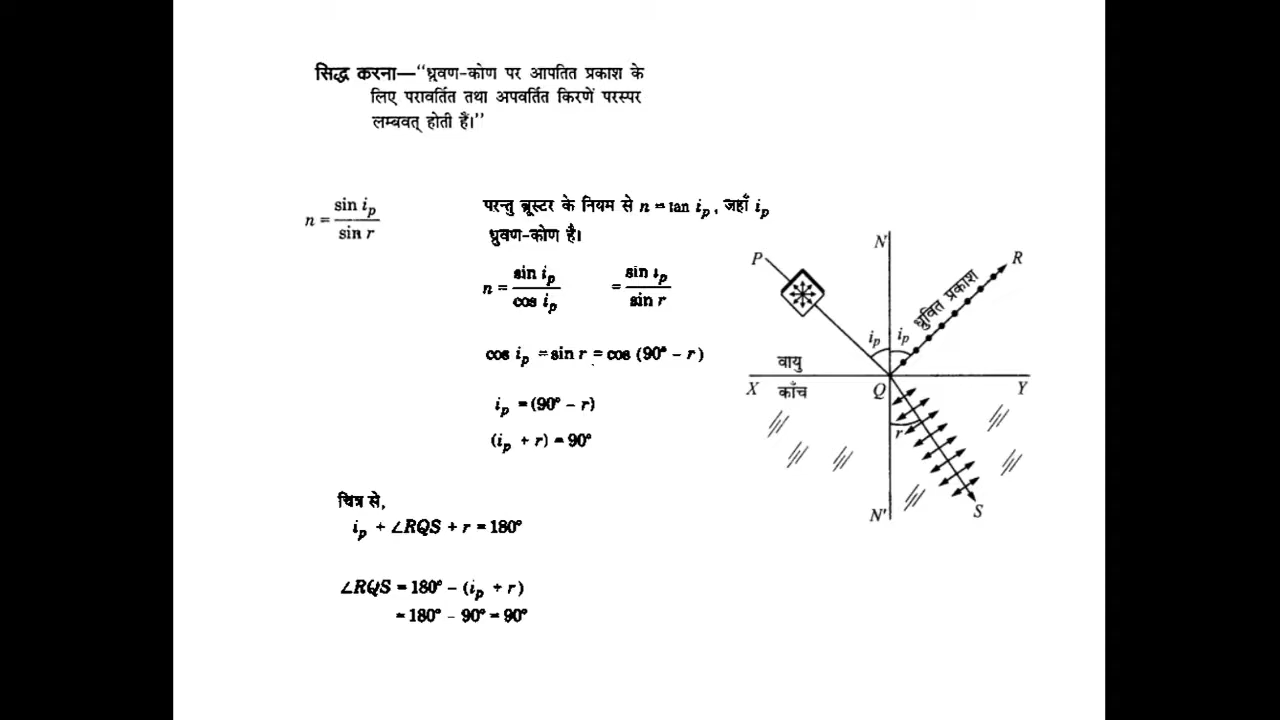 सिद्ध करना—“ध्रुवण-कोण पर आपतित प्रकाश के
लिए परावर्तित तथा अपवर्तित किरणें परस्पर
लम्बवत् होती हैं।”
n = sin i_p / sin r
परन्तु ब्रूस्टर के नियम से n = tan i_p, जहाँ i_p
ध्रुवण-कोण है।
n = sin i_p / cos i_p = sin i_p / sin r
cos i_p = sin r = cos (90° − r)
i_p = (90° − r)
(i_p + r) = 90°
चित्र से,
i_p + ∠RQS + r = 180°
∠RQS = 180° − (i_p + r)
= 180° − 90° = 90°
N
P
R
ध्रुवित प्रकाश
i_p i_p
वायु
X काँच Q Y
r
N' S